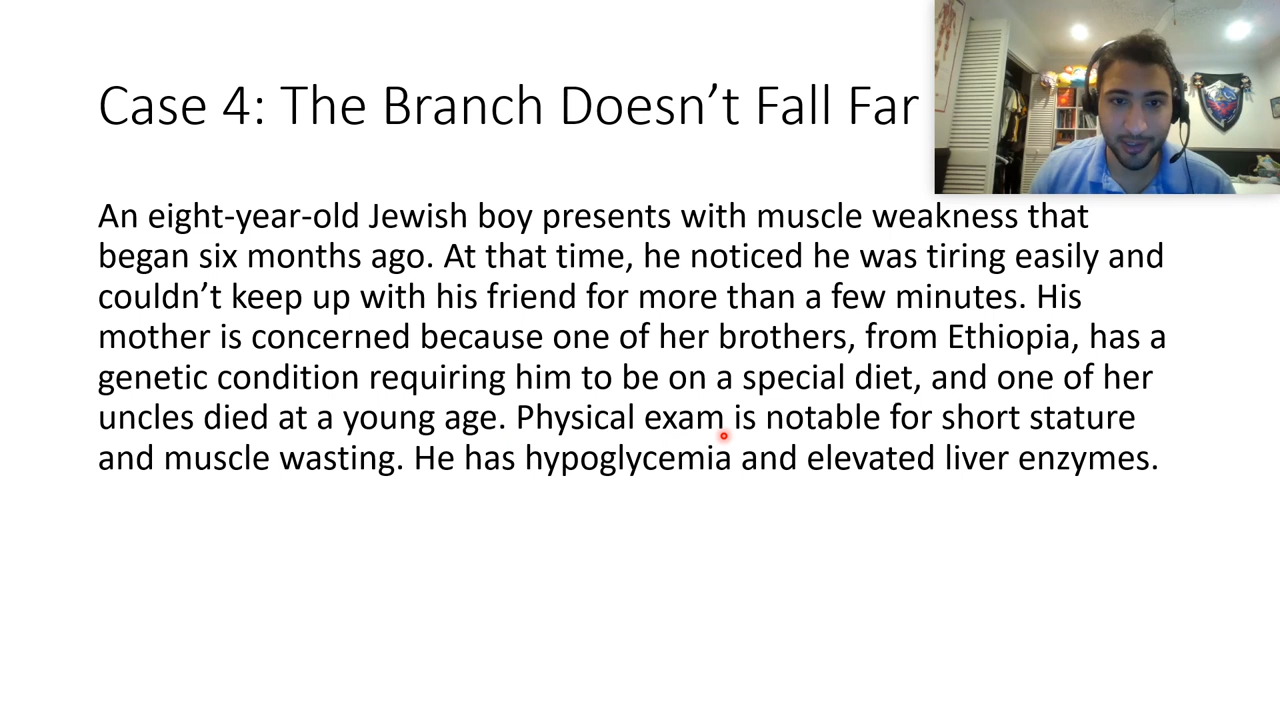 Case 4: The Branch Doesn’t Fall Far
An eight-year-old Jewish boy presents with muscle weakness that
began six months ago. At that time, he noticed he was tiring easily and
couldn’t keep up with his friend for more than a few minutes. His
mother is concerned because one of her brothers, from Ethiopia, has a
genetic condition requiring him to be on a special diet, and one of her
uncles died at a young age. Physical exam is notable for short stature
and muscle wasting. He has hypoglycemia and elevated liver enzymes.